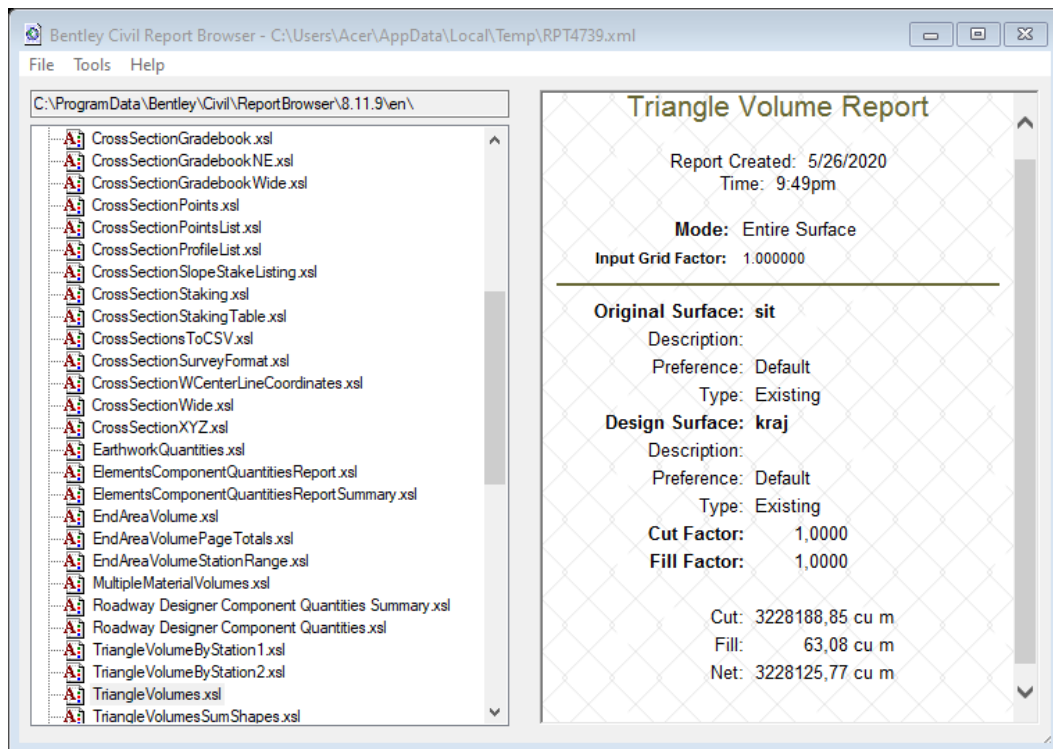 Bentley Civil Report Browser - C:\Users\Acer\AppData\Local\Temp\RPT4739.xml
File Tools Help
C:\ProgramData\Bentley\Civil\ReportBrowser\8.11.9\en\
CrossSectionGradebook.xsl
CrossSectionGradebookNE.xsl
CrossSectionGradebookWide.xsl
CrossSectionPoints.xsl
CrossSectionPointsList.xsl
CrossSectionProfileList.xsl
CrossSectionSlopeStakeListing.xsl
CrossSectionStaking.xsl
CrossSectionStakingTable.xsl
CrossSectionsToCSV.xsl
CrossSectionSurveyFormat.xsl
CrossSectionWCenterLineCoordinates.xsl
CrossSectionWide.xsl
CrossSectionXYZ.xsl
EarthworkQuantities.xsl
ElementsComponentQuantitiesReport.xsl
ElementsComponentQuantitiesReportSummary.xsl
EndAreaVolume.xsl
EndAreaVolumePageTotals.xsl
EndAreaVolumeStationRange.xsl
MultipleMaterialVolumes.xsl
Roadway Designer Component Quantities Summary.xsl
Roadway Designer Component Quantities.xsl
TriangleVolumeByStation1.xsl
TriangleVolumeByStation2.xsl
TriangleVolumes.xsl
TriangleVolumesSumShapes.xsl
Triangle Volume Report
Report Created: 5/26/2020
Time: 9:49pm
Mode: Entire Surface
Input Grid Factor: 1.000000
Original Surface: sit
Description:
Preference: Default
Type: Existing
Design Surface: kraj
Description:
Preference: Default
Type: Existing
Cut Factor: 1,0000
Fill Factor: 1,0000
Cut: 3228188,85 cu m
Fill: 63,08 cu m
Net: 3228125,77 cu m